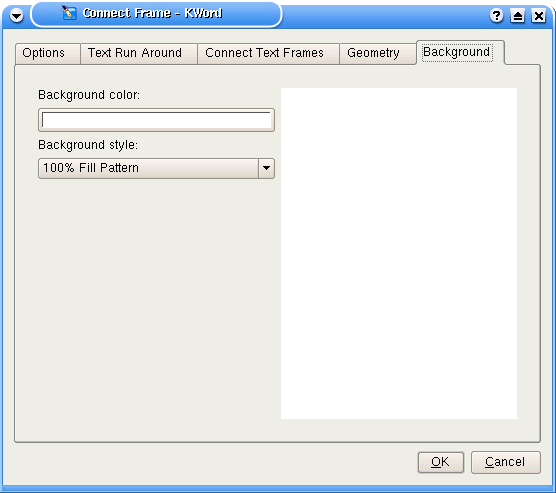 Connect Frame - KWord
Options Text Run Around Connect Text Frames Geometry Background
Background color:
Background style:
100% Fill Pattern
OK Cancel